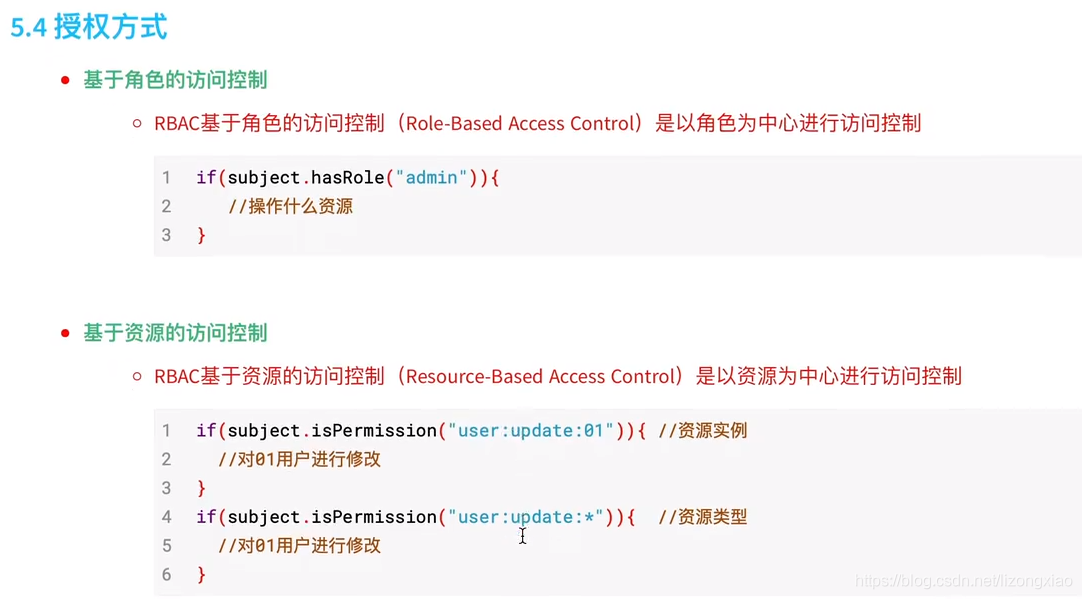 5.4 授权方式
基于角色的访问控制
RBAC基于角色的访问控制（Role-Based Access Control）是以角色为中心进行访问控制
1 if(subject.hasRole("admin")){
2 //操作什么资源
3 }
基于资源的访问控制
RBAC基于资源的访问控制（Resource-Based Access Control）是以资源为中心进行访问控制
1 if(subject.isPermission("user:update:01")){ //资源实例
2 //对01用户进行修改
3 }
4 if(subject.isPermission("user:update:*")){ //资源类型
5 //对01用户进行修改
6 }
https://blog.csdn.net/lizongxiao